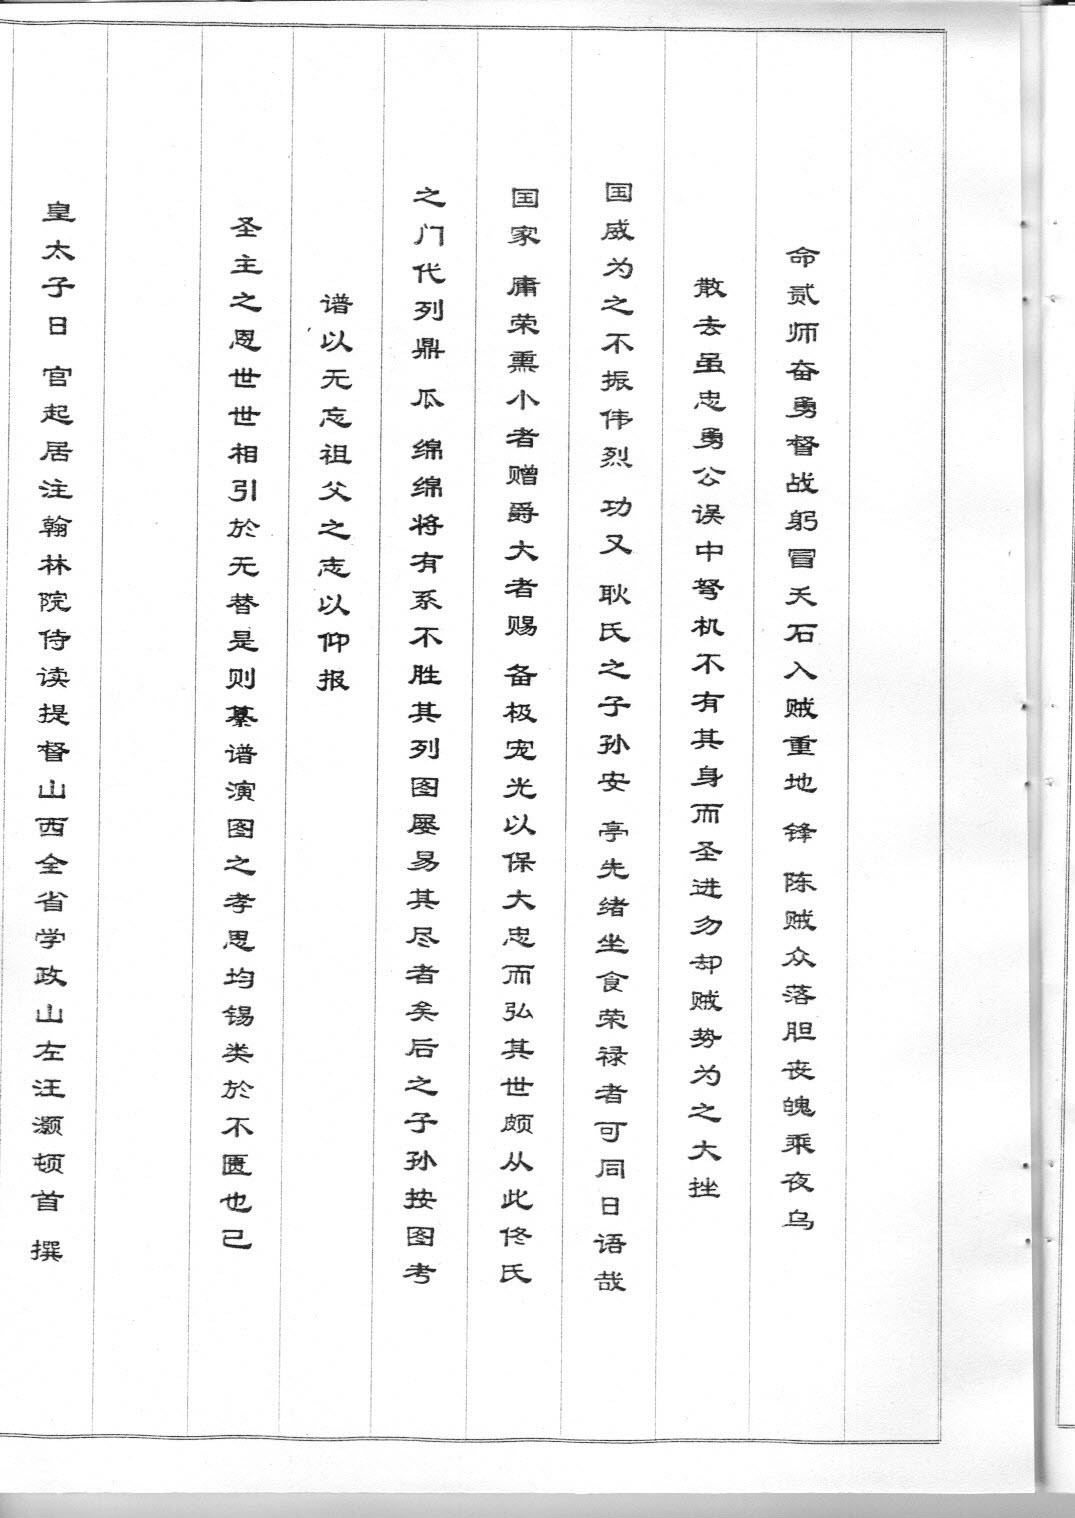 命贰师奋勇督战躬冒天石入贼重地 锋 陈贼众落胆丧魄乘夜乌
散去虽忠勇公误中弩机不有其身而圣进勿却贼势为之大挫
国威为之不振伟烈 功又 耿氏之子孙安 亭先绪坐食荣禄者可同日语哉
国家 庸荣熏小者赠爵大者赐 备极宠光以保大忠而弘其世颇从此佟氏
之门代列鼎 瓜 绵绵将有系不胜其列图屡易其尽者矣后之子孙按图考
谱以无忘祖父之志以仰报
圣主之恩世世相引於无替是则纂谱演图之孝思均锡类於不匮也已
皇太子日 官起居注翰林院侍读提督山西全省学政山左汪灏顿首 撰